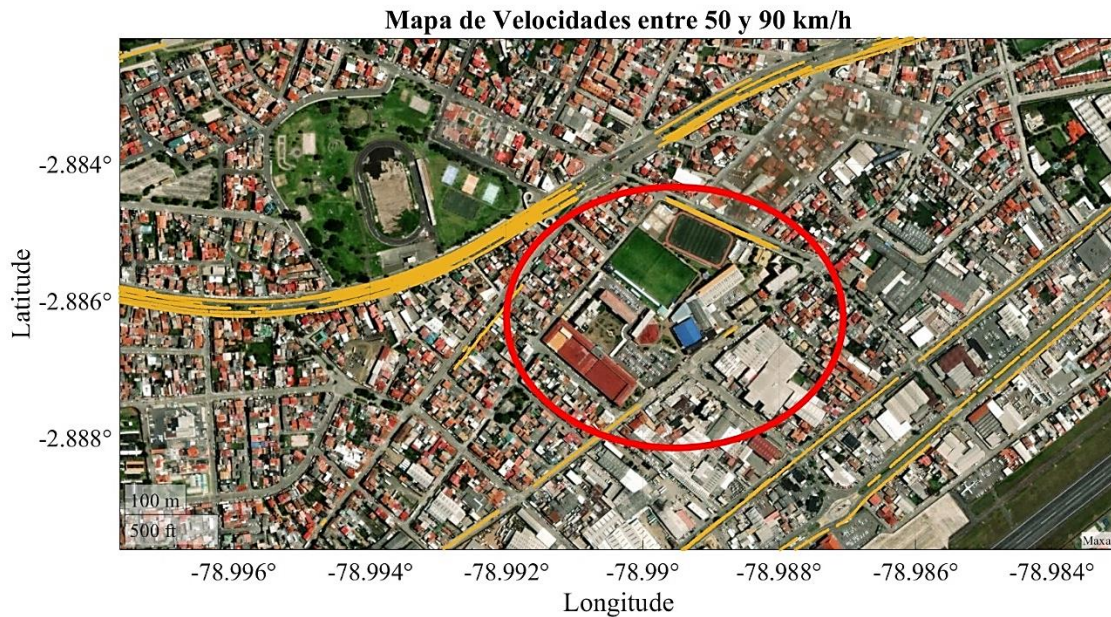 Mapa de Velocidades entre 50 y 90 km/h
Latitude
-2.884°
-2.886°
-2.888°
100 m
500 ft
Maxa
-78.996°
-78.994°
-78.992°
-78.99°
-78.988°
-78.986°
-78.984°
Longitude